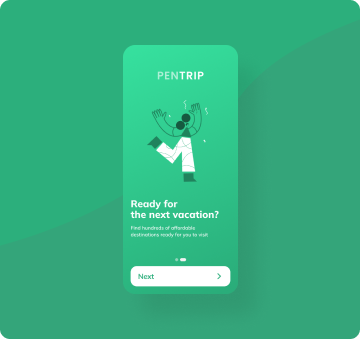 PENTRIP
Ready for
the next vacation?
Find hundreds of affordable
destinations ready for you to visit
Next